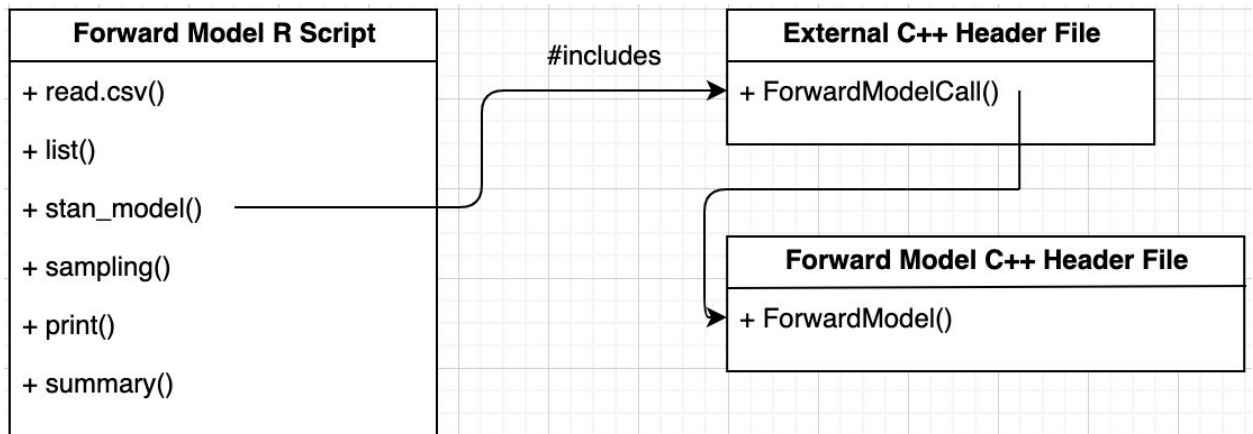 Forward Model R Script
+ read.csv()
+ list()
+ stan_model()
+ sampling()
+ print()
+ summary()
#includes
External C++ Header File
+ ForwardModelCall()
Forward Model C++ Header File
+ ForwardModel()